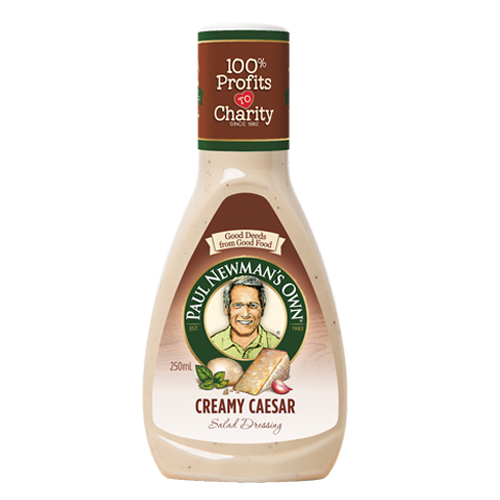 100%
Profits
TO
Charity
SINCE 1982
Good Deeds
from Good Food
PAUL NEWMAN'S OWN
EST. 1983
250mL
CREAMY CAESAR
Salad Dressing